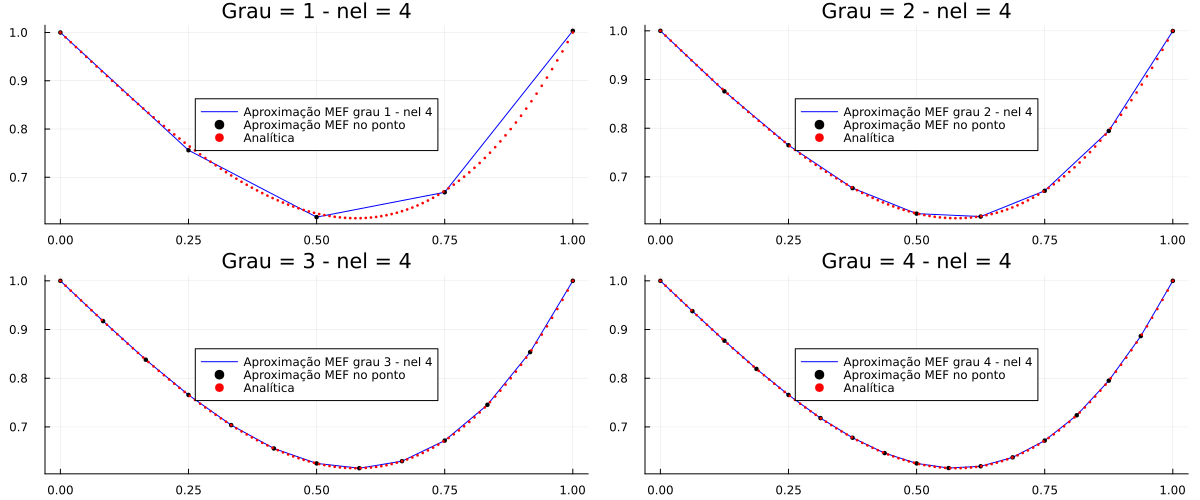 Grau = 1 - nel = 4
1.0
0.9
0.8
0.7
Aproximação MEF grau 1 - nel 4
Aproximação MEF no ponto
Analítica
0.00 0.25 0.50 0.75 1.00
Grau = 2 - nel = 4
1.0
0.9
0.8
0.7
Aproximação MEF grau 2 - nel 4
Aproximação MEF no ponto
Analítica
0.00 0.25 0.50 0.75 1.00
Grau = 3 - nel = 4
1.0
0.9
0.8
0.7
Aproximação MEF grau 3 - nel 4
Aproximação MEF no ponto
Analítica
0.00 0.25 0.50 0.75 1.00
Grau = 4 - nel = 4
1.0
0.9
0.8
0.7
Aproximação MEF grau 4 - nel 4
Aproximação MEF no ponto
Analítica
0.00 0.25 0.50 0.75 1.00